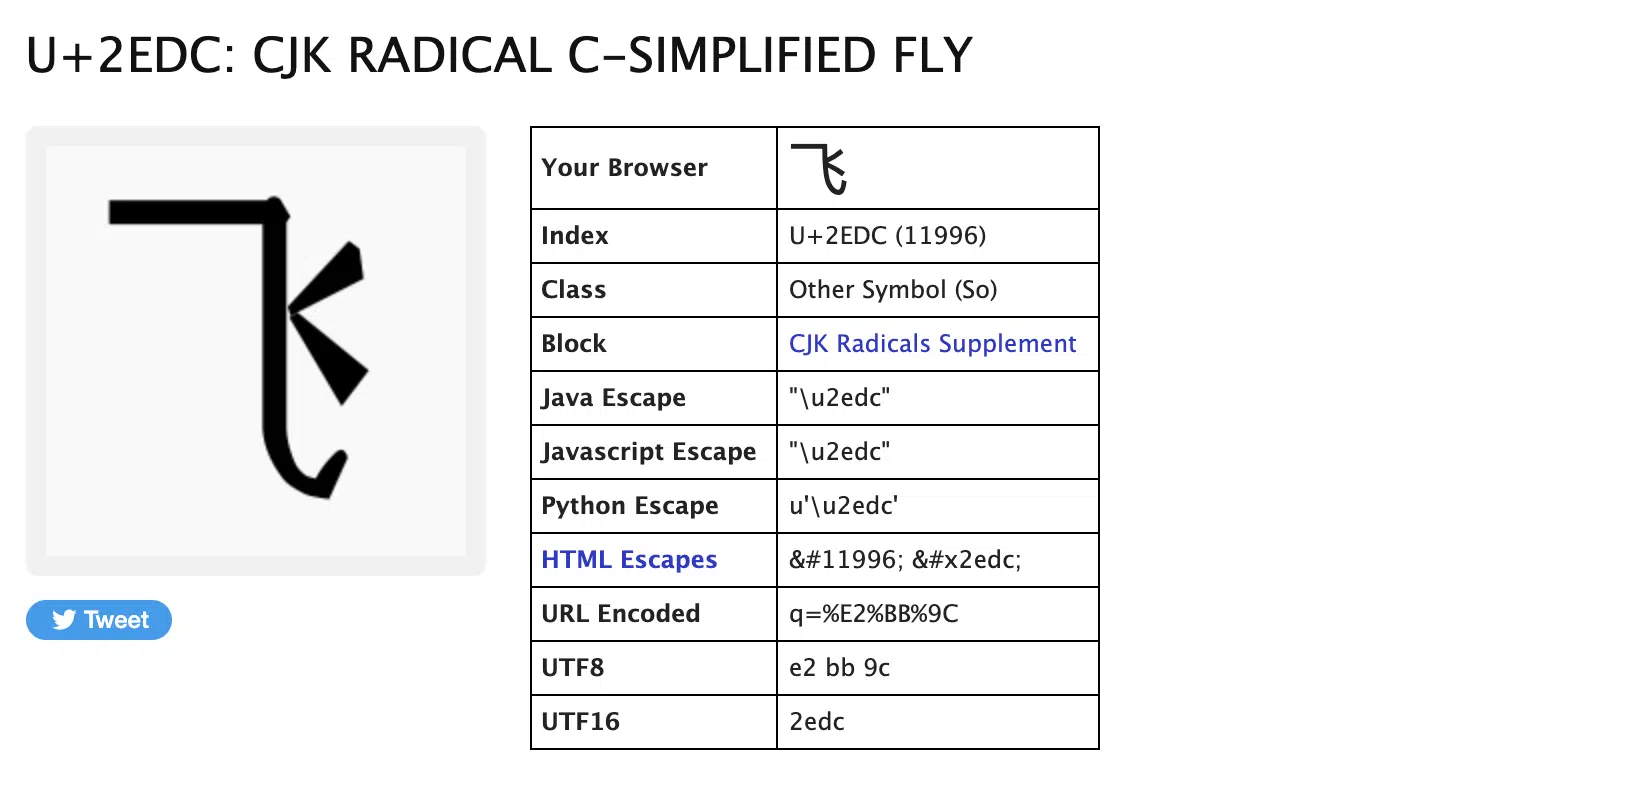 U+2EDC: CJK RADICAL C-SIMPLIFIED FLY
⻜
Your Browser ⻜
Index U+2EDC (11996)
Class Other Symbol (So)
Block CJK Radicals Supplement
Java Escape "\u2edc"
Javascript Escape "\u2edc"
Python Escape u'\u2edc'
HTML Escapes &#11996; &#x2edc;
URL Encoded q=%E2%BB%9C
UTF8 e2 bb 9c
UTF16 2edc
Tweet